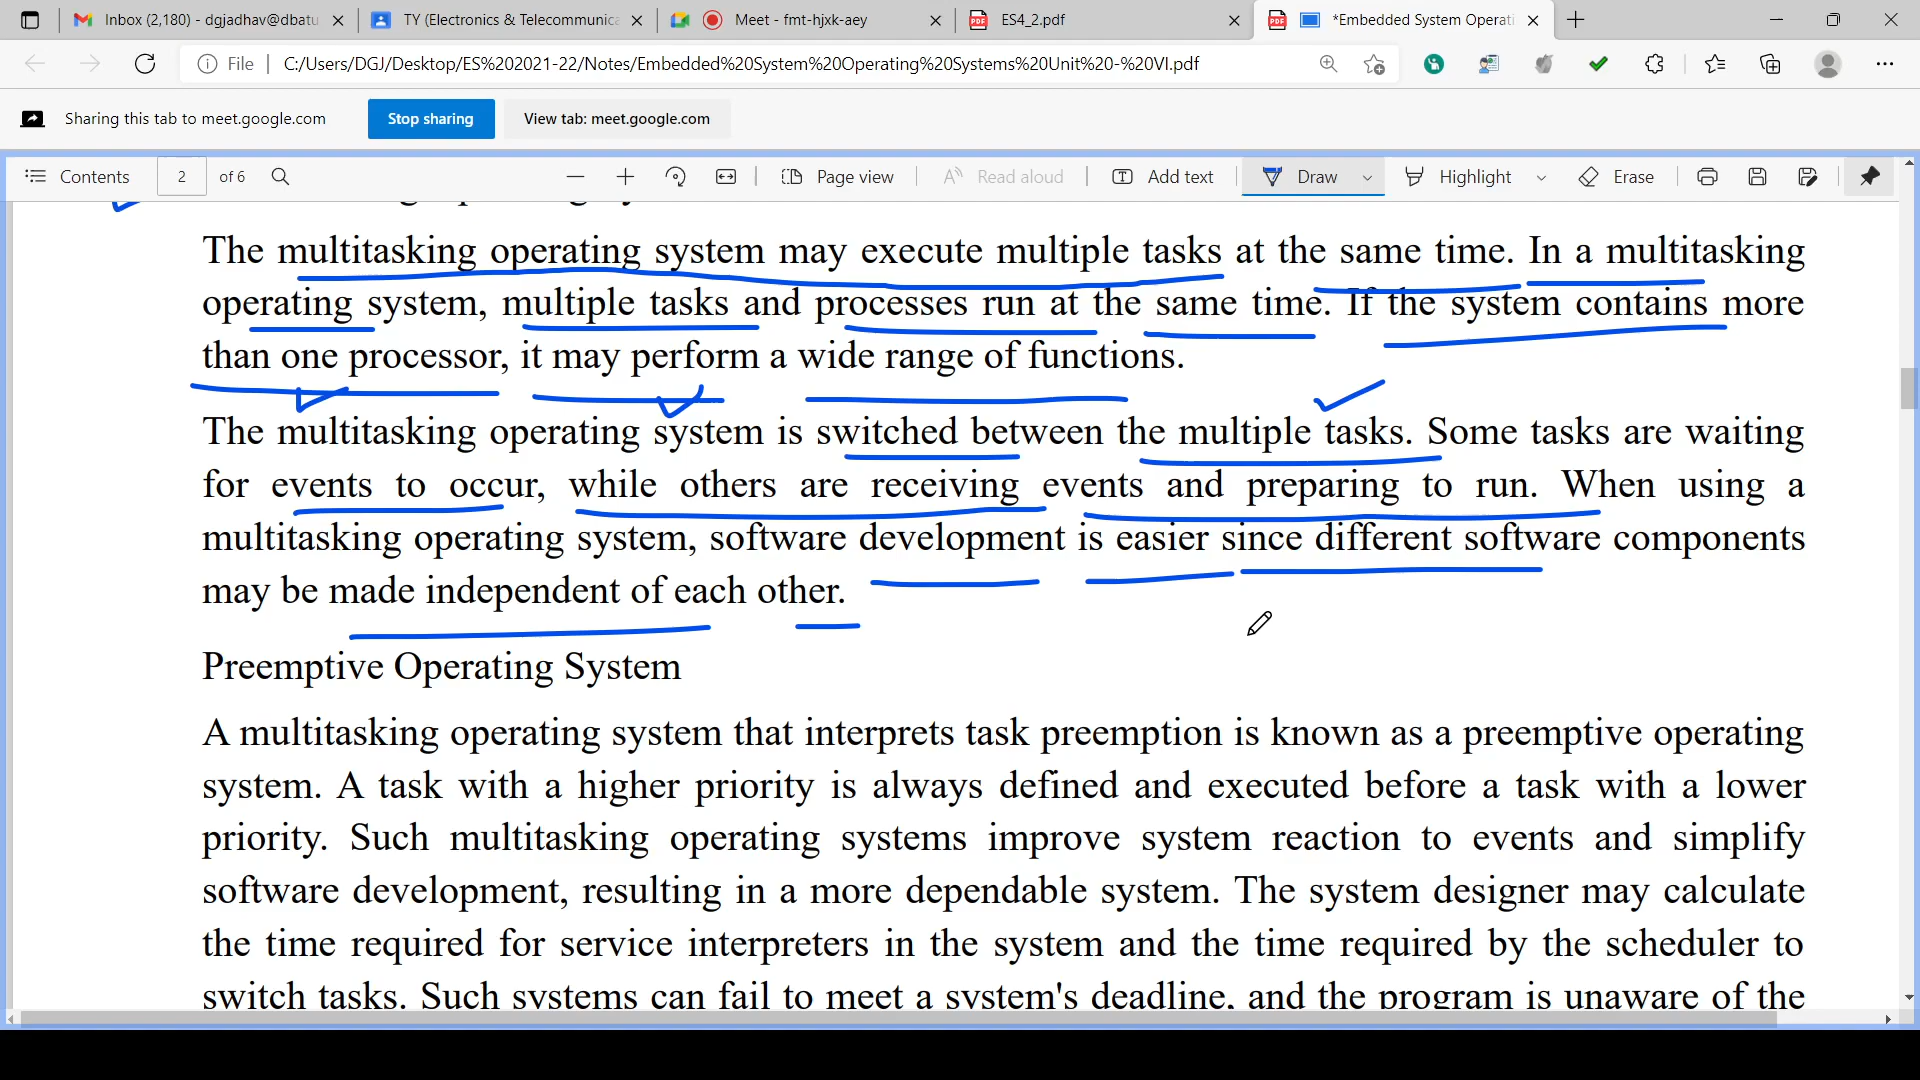 Inbox (2,180) - dgjadhav@dbatu
TY (Electronics & Telecommunica
Meet - fmt-hjxk-aey
ES4_2.pdf
*Embedded System Operati
File
C:/Users/DGJ/Desktop/ES%202021-22/Notes/Embedded%20System%20Operating%20Systems%20Unit%20-%20VI.pdf
Sharing this tab to meet.google.com
Stop sharing
View tab: meet.google.com
Contents
2
of 6
Page view
Read aloud
Add text
Draw
Highlight
Erase
The multitasking operating system may execute multiple tasks at the same time. In a multitasking
operating system, multiple tasks and processes run at the same time. If the system contains more
than one processor, it may perform a wide range of functions.
The multitasking operating system is switched between the multiple tasks. Some tasks are waiting
for events to occur, while others are receiving events and preparing to run. When using a
multitasking operating system, software development is easier since different software components
may be made independent of each other.
Preemptive Operating System
A multitasking operating system that interprets task preemption is known as a preemptive operating
system. A task with a higher priority is always defined and executed before a task with a lower
priority. Such multitasking operating systems improve system reaction to events and simplify
software development, resulting in a more dependable system. The system designer may calculate
the time required for service interpreters in the system and the time required by the scheduler to
switch tasks. Such systems can fail to meet a system's deadline, and the program is unaware of the